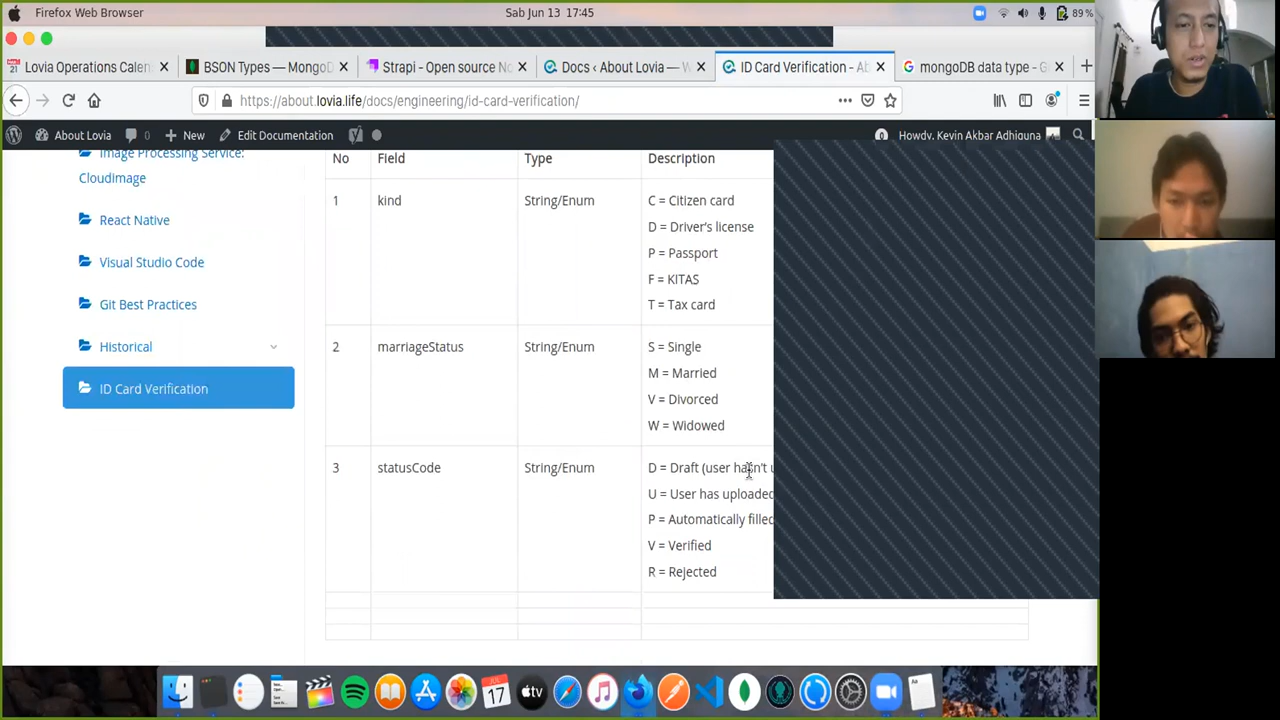 Firefox Web Browser
Sab Jun 13 17:45
89 %
Lovia Operations Calen
BSON Types — MongoD
Strapi - Open source No
Docs ‹ About Lovia — W
ID Card Verification - Ab
mongoDB data type - G
https://about.lovia.life/docs/engineering/id-card-verification/
About Lovia
0
New
Edit Documentation
Howdy, Kevin Akbar Adhiguna
Image Processing Service:
Cloudimage
React Native
Visual Studio Code
Git Best Practices
Historical
ID Card Verification
No Field Type Description
1 kind String/Enum C = Citizen card
D = Driver's license
P = Passport
F = KITAS
T = Tax card
2 marriageStatus String/Enum S = Single
M = Married
V = Divorced
W = Widowed
3 statusCode String/Enum D = Draft (user hasn't u
U = User has uploaded
P = Automatically filled
V = Verified
R = Rejected
17
tv